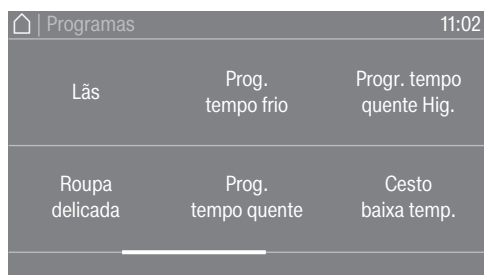 | Programas 11:02
Lãs
Prog.
tempo frio
Progr. tempo
quente Hig.
Roupa
delicada
Prog.
tempo quente
Cesto
baixa temp.